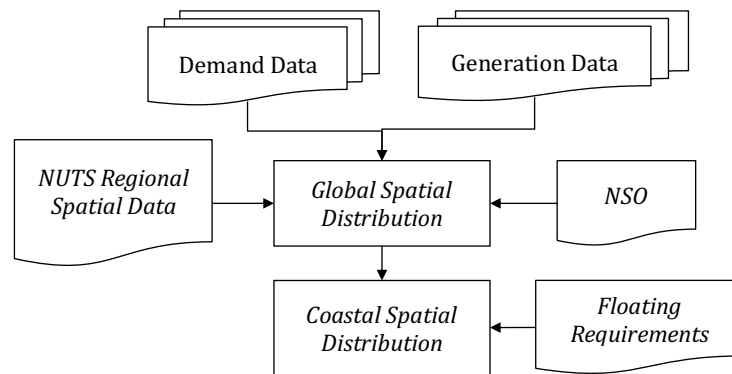 Demand Data
Generation Data
NUTS Regional
Spatial Data
Global Spatial
Distribution
NSO
Coastal Spatial
Distribution
Floating
Requirements